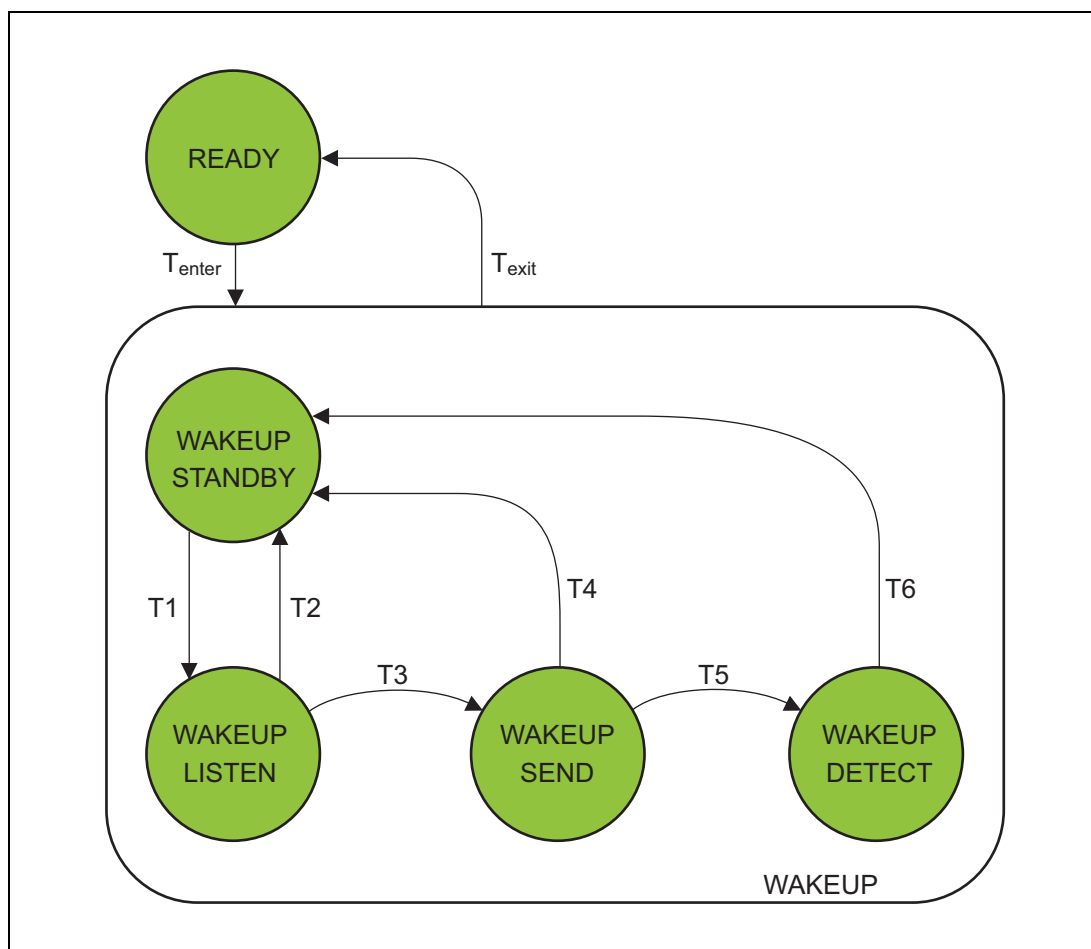 READY
Tenter
Texit
WAKEUP
STANDBY
T1
T2
T4
T6
T3
T5
WAKEUP
LISTEN
WAKEUP
SEND
WAKEUP
DETECT
WAKEUP